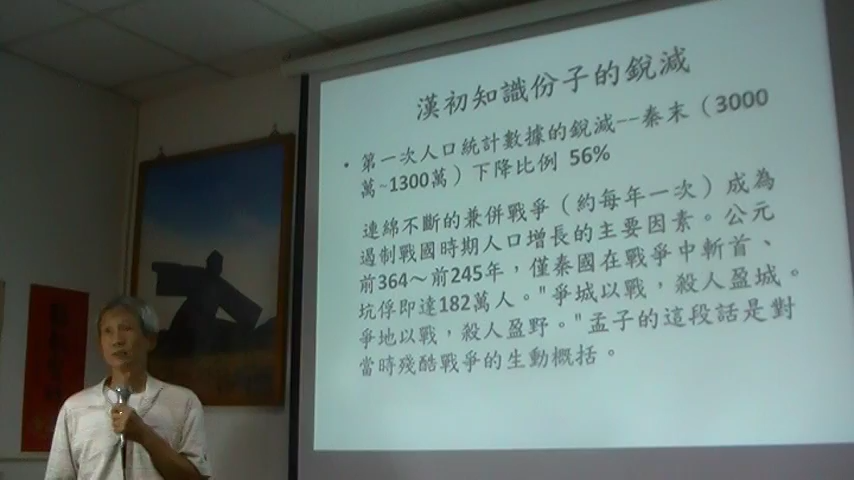 漢初知識份子的銳減
• 第一次人口統計數據的銳減--秦末（3000
萬~1300萬）下降比例 56%
連綿不斷的兼併戰爭（約每年一次）成為
遏制戰國時期人口增長的主要因素。公元
前364～前245年，僅秦國在戰爭中斬首、
坑俘即達182萬人。"爭城以戰，殺人盈城。
爭地以戰，殺人盈野。"孟子的這段話是對
當時殘酷戰爭的生動概括。